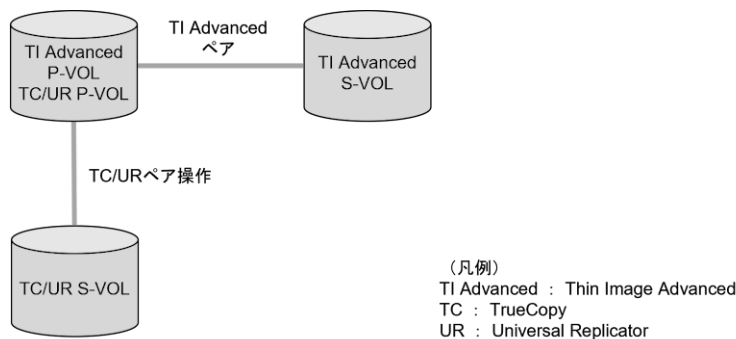 TI Advanced
P-VOL
TC/UR P-VOL
TI Advanced
ペア
TI Advanced
S-VOL
TC/URペア操作
TC/UR S-VOL
（凡例）
TI Advanced ： Thin Image Advanced
TC ： TrueCopy
UR ： Universal Replicator